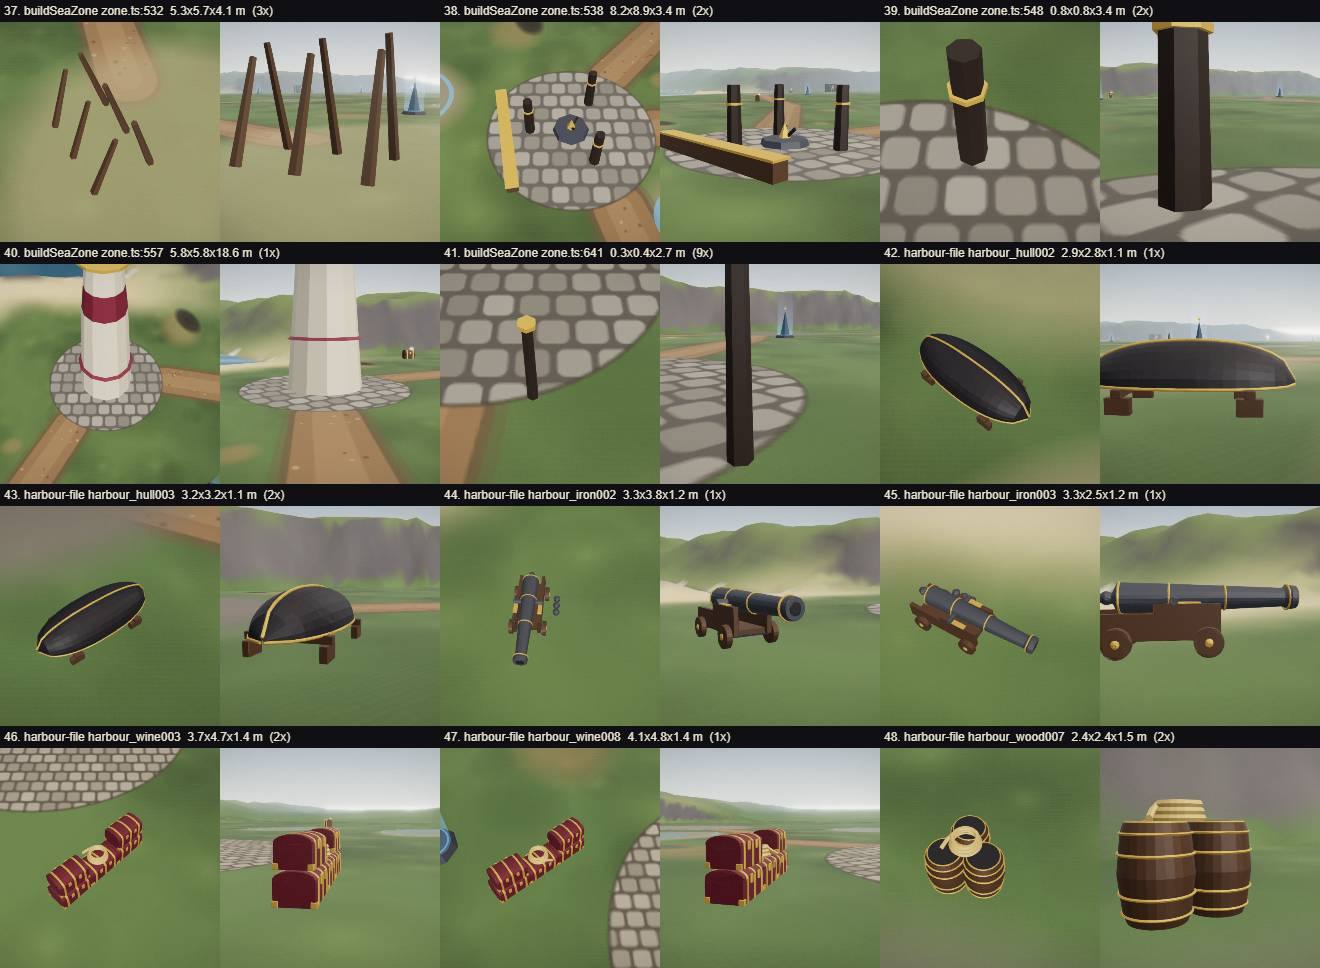 37. buildSeaZone zone.ts:532 5.3x5.7x4.1 m (3x)
38. buildSeaZone zone.ts:538 8.2x8.9x3.4 m (2x)
39. buildSeaZone zone.ts:548 0.8x0.8x3.4 m (2x)
40. buildSeaZone zone.ts:557 5.8x5.8x18.6 m (1x)
41. buildSeaZone zone.ts:641 0.3x0.4x2.7 m (9x)
42. harbour-file harbour_hull002 2.9x2.8x1.1 m (1x)
43. harbour-file harbour_hull003 3.2x3.2x1.1 m (2x)
44. harbour-file harbour_iron002 3.3x3.8x1.2 m (1x)
45. harbour-file harbour_iron003 3.3x2.5x1.2 m (1x)
46. harbour-file harbour_wine003 3.7x4.7x1.4 m (2x)
47. harbour-file harbour_wine008 4.1x4.8x1.4 m (1x)
48. harbour-file harbour_wood007 2.4x2.4x1.5 m (2x)